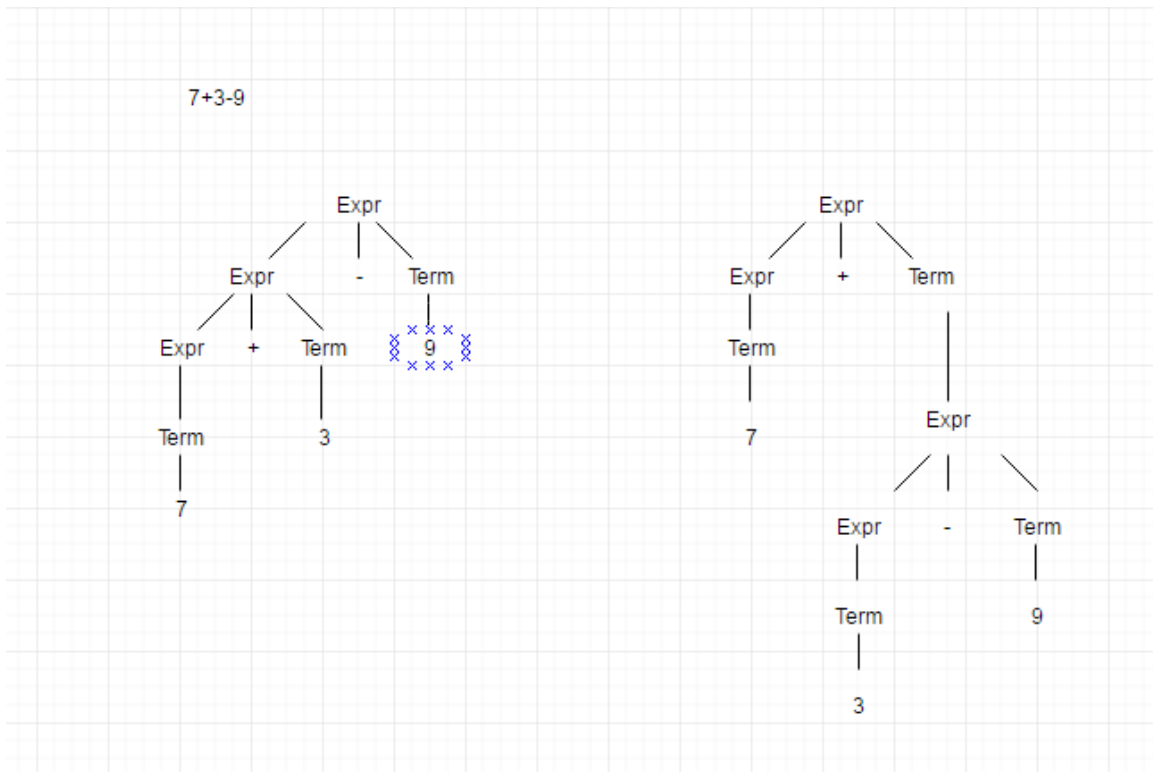 7+3-9
Expr Expr
Expr - Term Expr + Term
Expr + Term 9 Term
Expr
Term 3 7
7
Expr - Term
Term 9
3